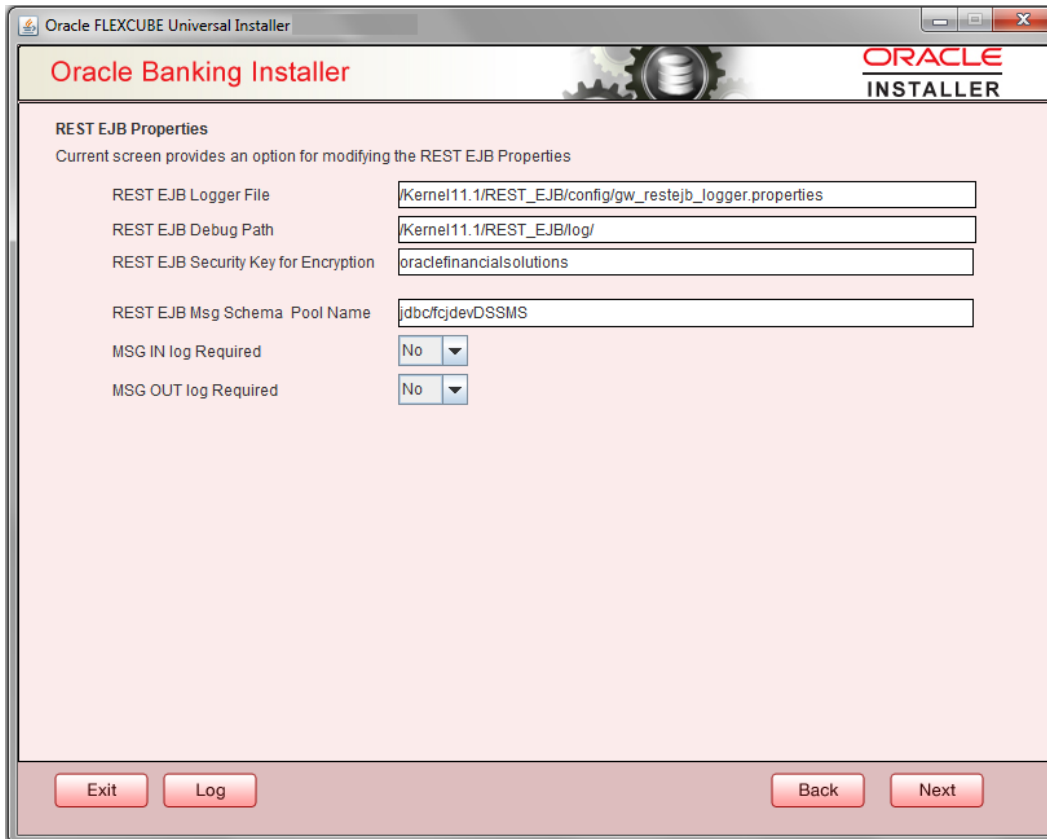 Oracle FLEXCUBE Universal Installer
Oracle Banking Installer
ORACLE
INSTALLER
REST EJB Properties
Current screen provides an option for modifying the REST EJB Properties
REST EJB Logger File /Kernel11.1/REST_EJB/config/gw_restejb_logger.properties
REST EJB Debug Path /Kernel11.1/REST_EJB/log/
REST EJB Security Key for Encryption oraclefinancialsolutions
REST EJB Msg Schema Pool Name jdbc/fcjdevDSSMS
MSG IN log Required No
MSG OUT log Required No
Exit Log Back Next